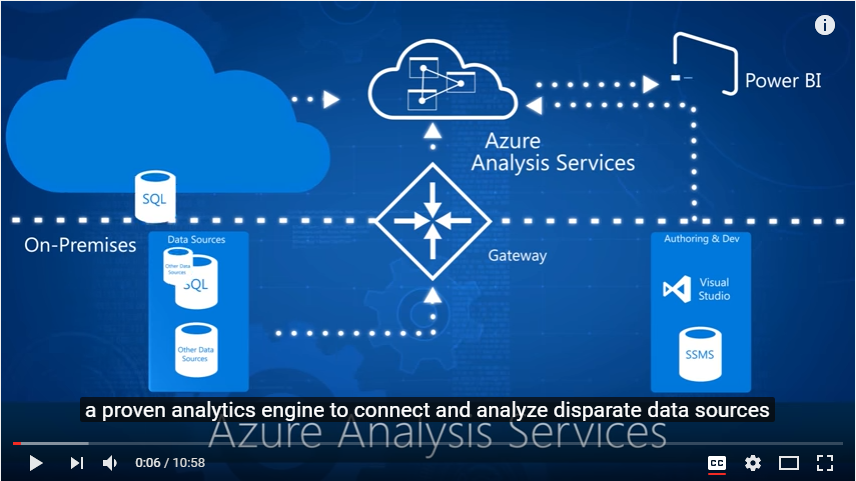 Power BI
Azure
Analysis Services
SQL
On-Premises
Data Sources
Other Data
Sources
SQL
Other Data
Sources
Gateway
Authoring & Dev
Visual
Studio
SSMS
a proven analytics engine to connect and analyze disparate data sources
Azure Analysis Services
0:06 / 10:58
CC